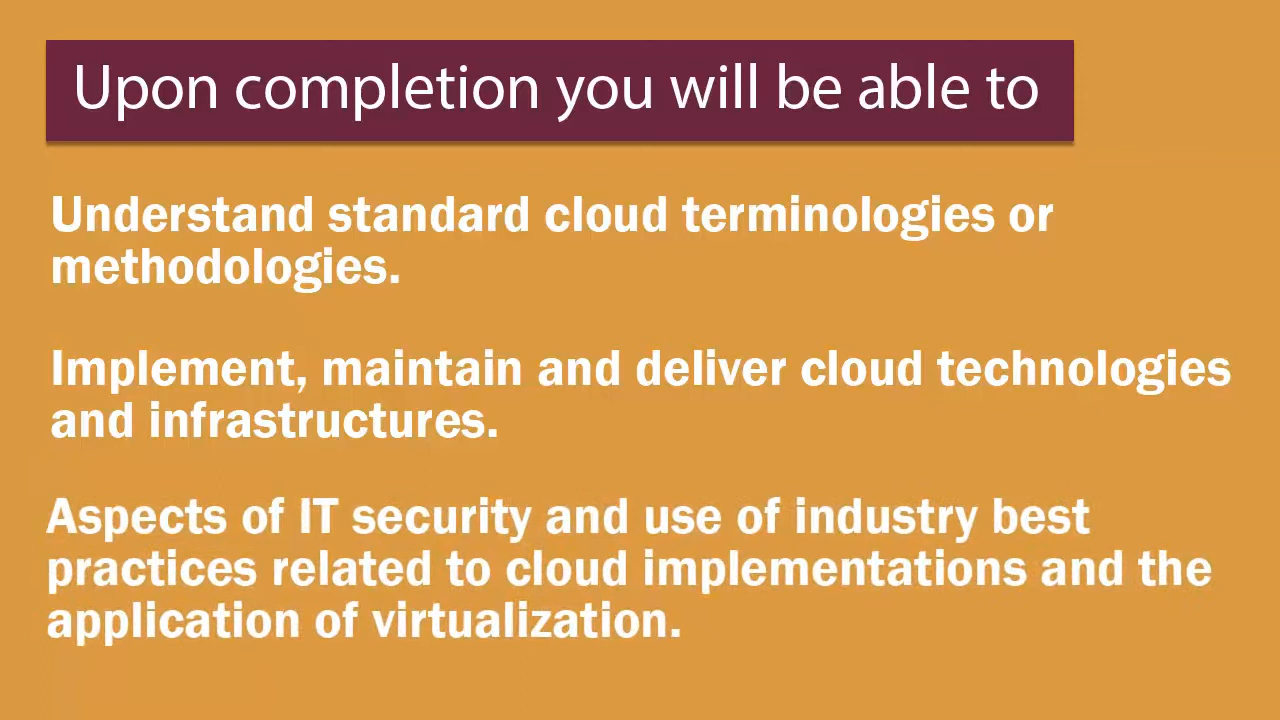 Upon completion you will be able to
Understand standard cloud terminologies or
methodologies.
Implement, maintain and deliver cloud technologies
and infrastructures.
Aspects of IT security and use of industry best
practices related to cloud implementations and the
application of virtualization.